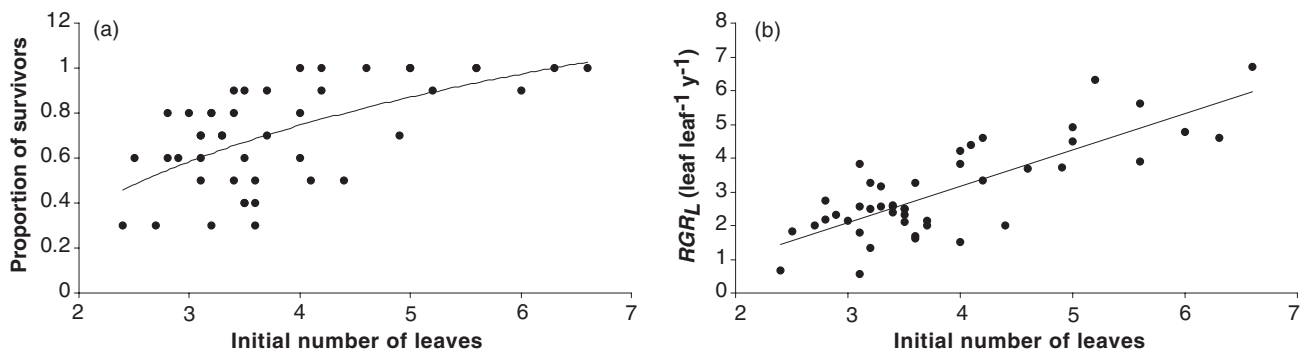 (a)
Proportion of survivors
12
1
0.8
0.6
0.4
0.2
0
2 3 4 5 6 7
Initial number of leaves
(b)
RGR_L (leaf leaf⁻¹ y⁻¹)
8
7
6
5
4
3
2
1
0
2 3 4 5 6 7
Initial number of leaves